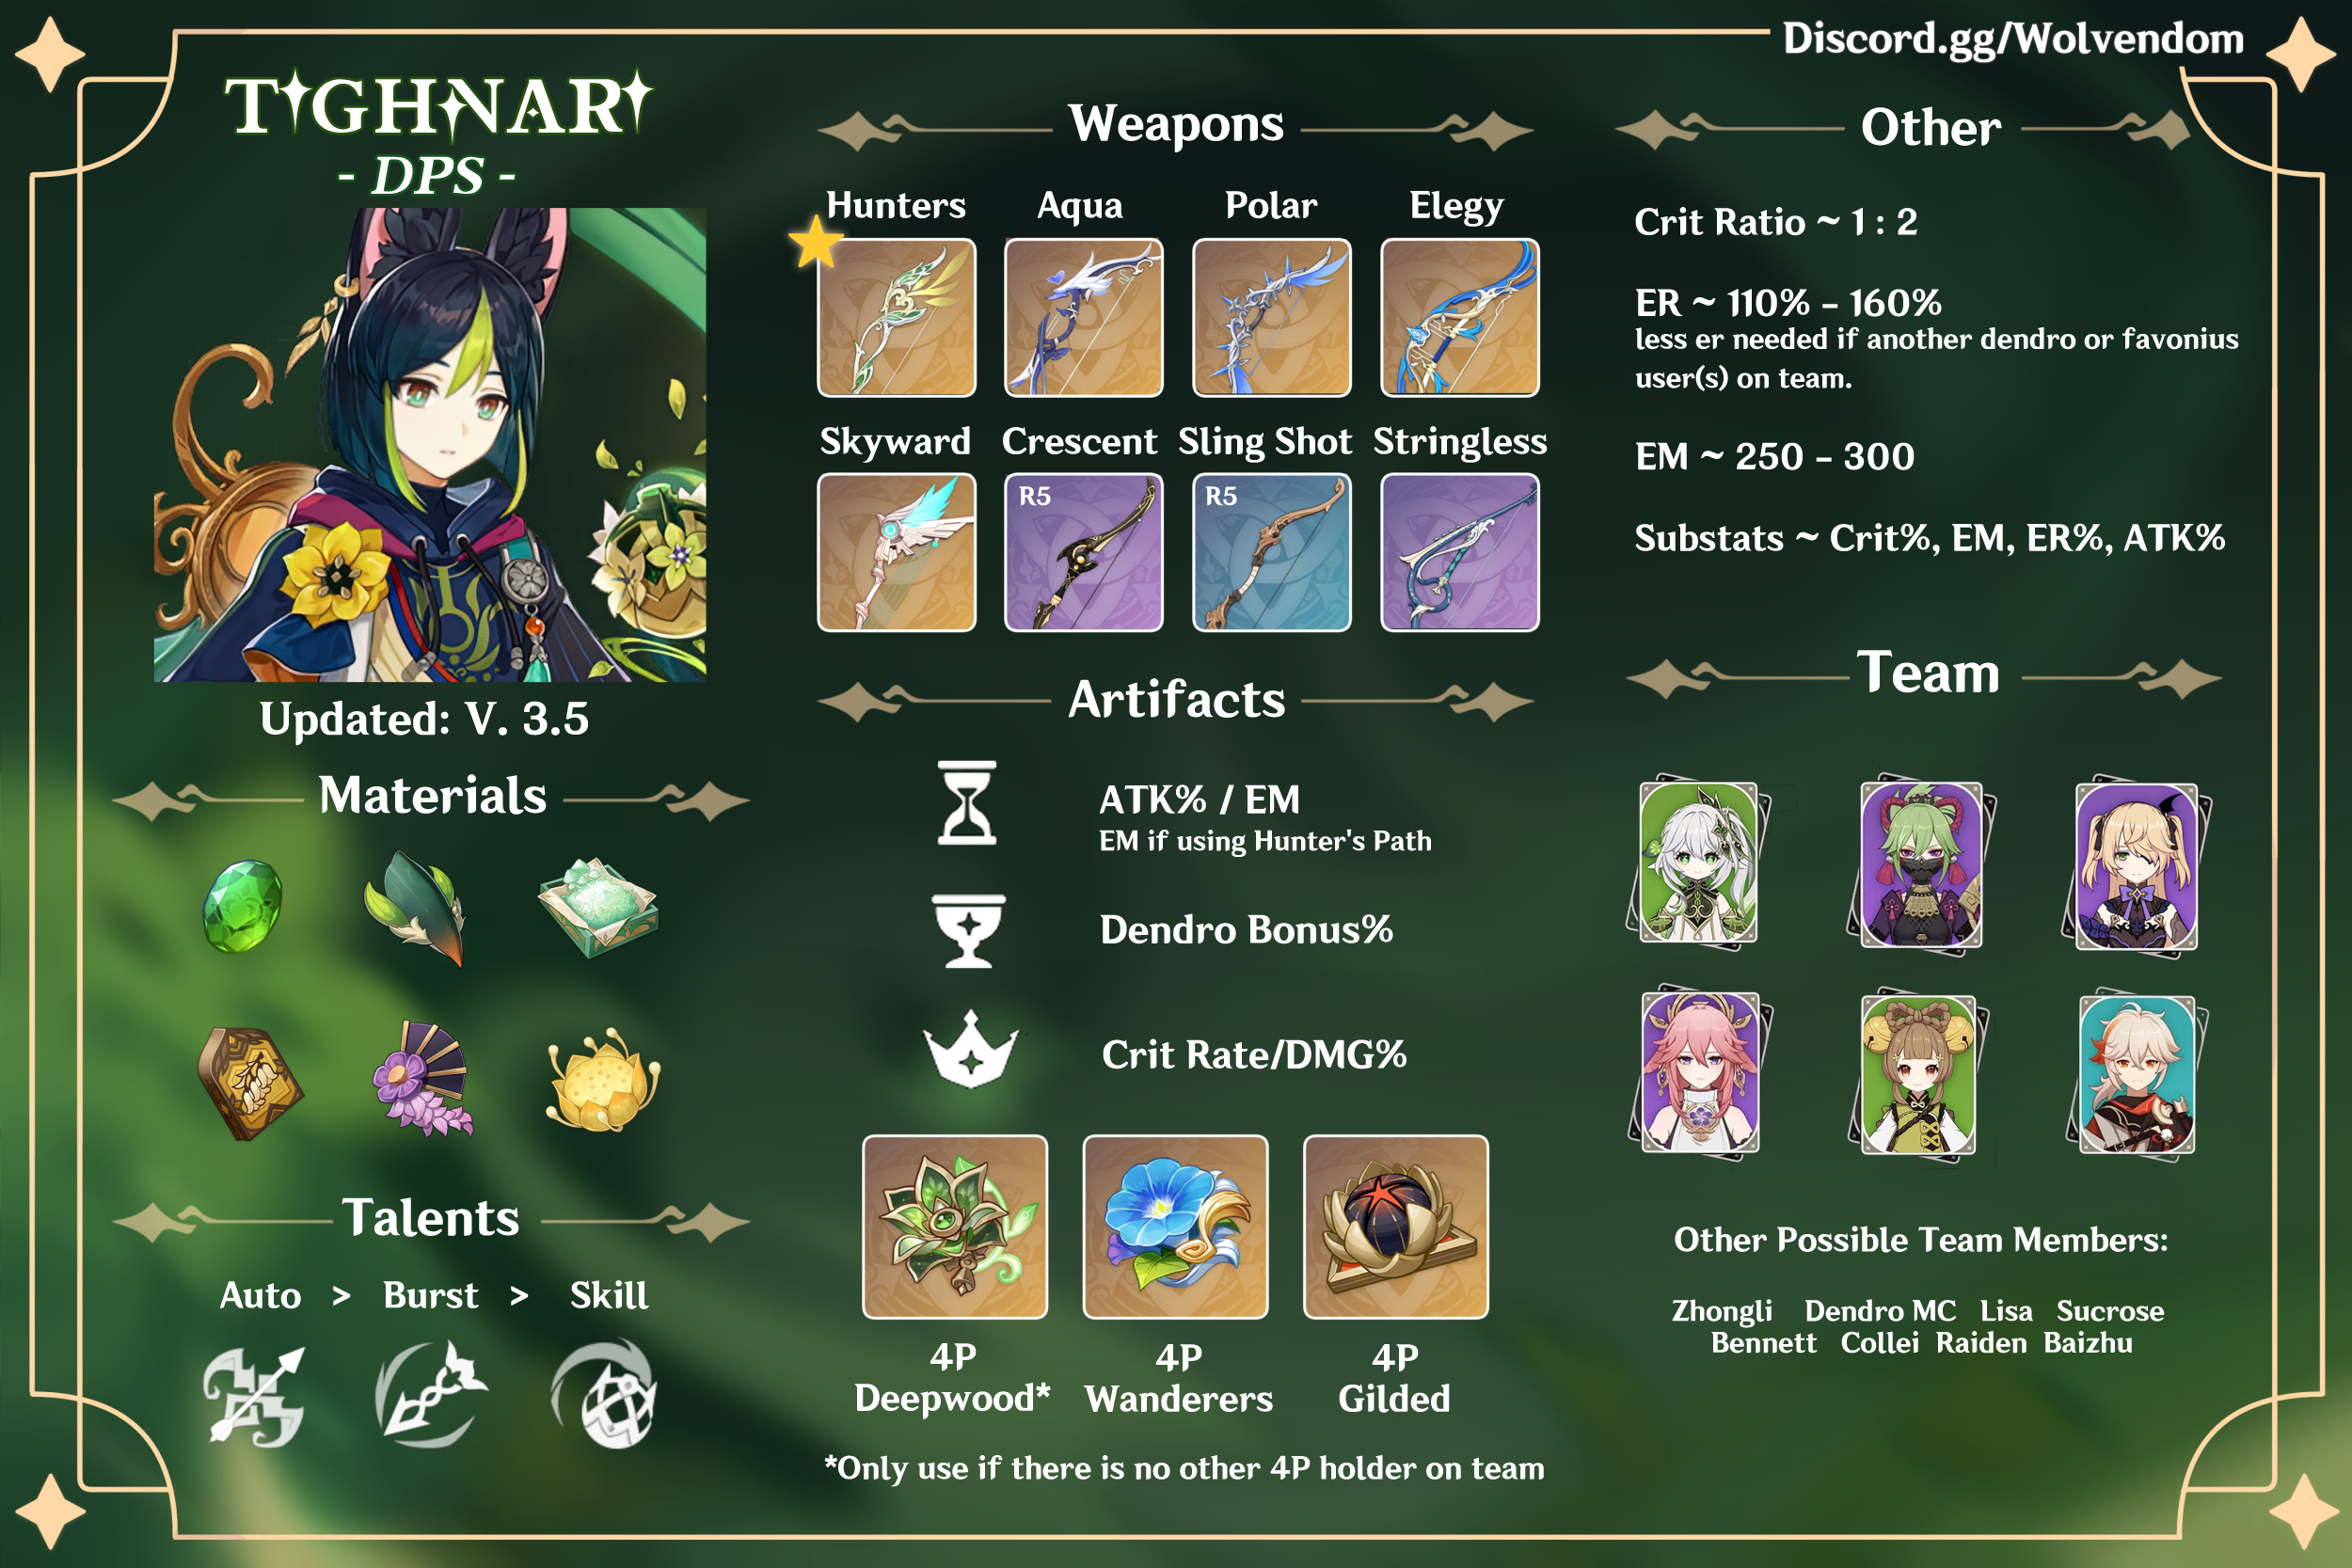 Discord.gg/Wolvendom
TIGHNARI
- DPS -
Updated: V. 3.5
Materials
Talents
Auto > Burst > Skill
Weapons
Hunters Aqua Polar Elegy
Skyward Crescent Sling Shot Stringless
R5 R5
Artifacts
ATK% / EM
EM if using Hunter's Path
Dendro Bonus%
Crit Rate/DMG%
4P 4P 4P
Deepwood* Wanderers Gilded
*Only use if there is no other 4P holder on team
Other
Crit Ratio ~ 1 : 2
ER ~ 110% - 160%
less er needed if another dendro or favonius
user(s) on team.
EM ~ 250 - 300
Substats ~ Crit%, EM, ER%, ATK%
Team
Other Possible Team Members:
Zhongli Dendro MC Lisa Sucrose
Bennett Collei Raiden Baizhu